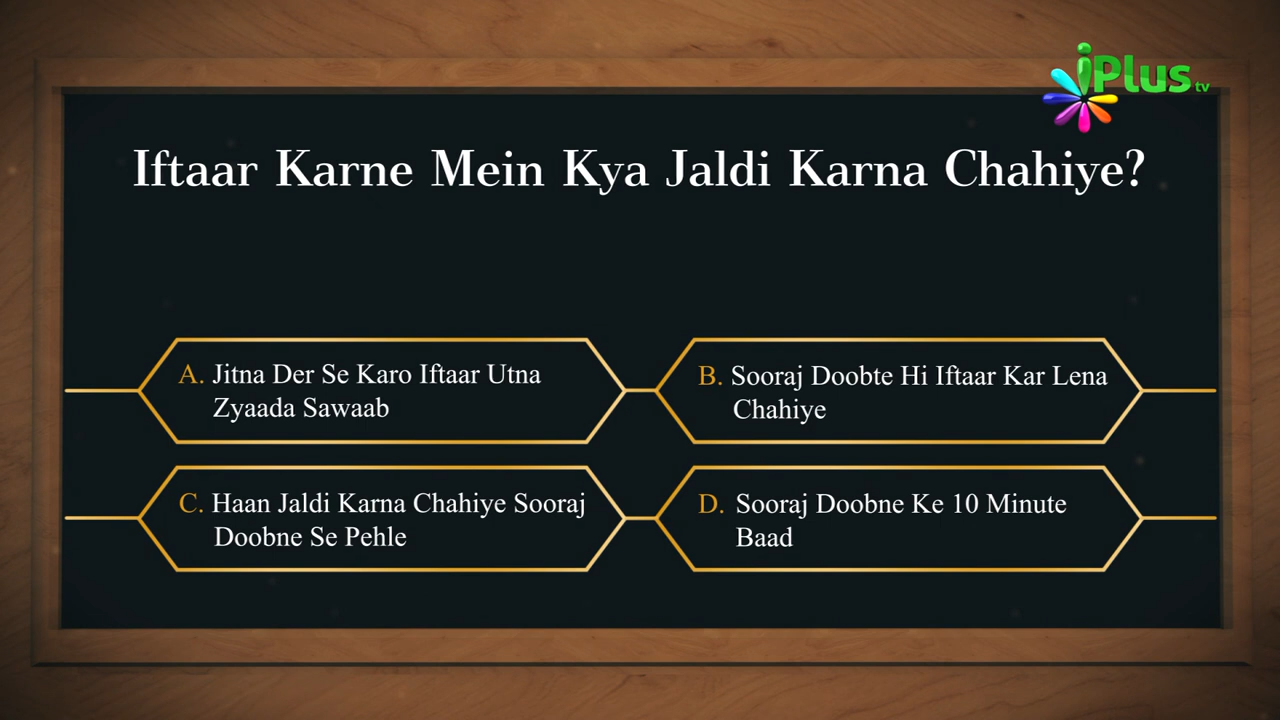 iPlus tv
Iftaar Karne Mein Kya Jaldi Karna Chahiye?
A. Jitna Der Se Karo Iftaar Utna
Zyaada Sawaab
B. Sooraj Doobte Hi Iftaar Kar Lena
Chahiye
C. Haan Jaldi Karna Chahiye Sooraj
Doobne Se Pehle
D. Sooraj Doobne Ke 10 Minute
Baad